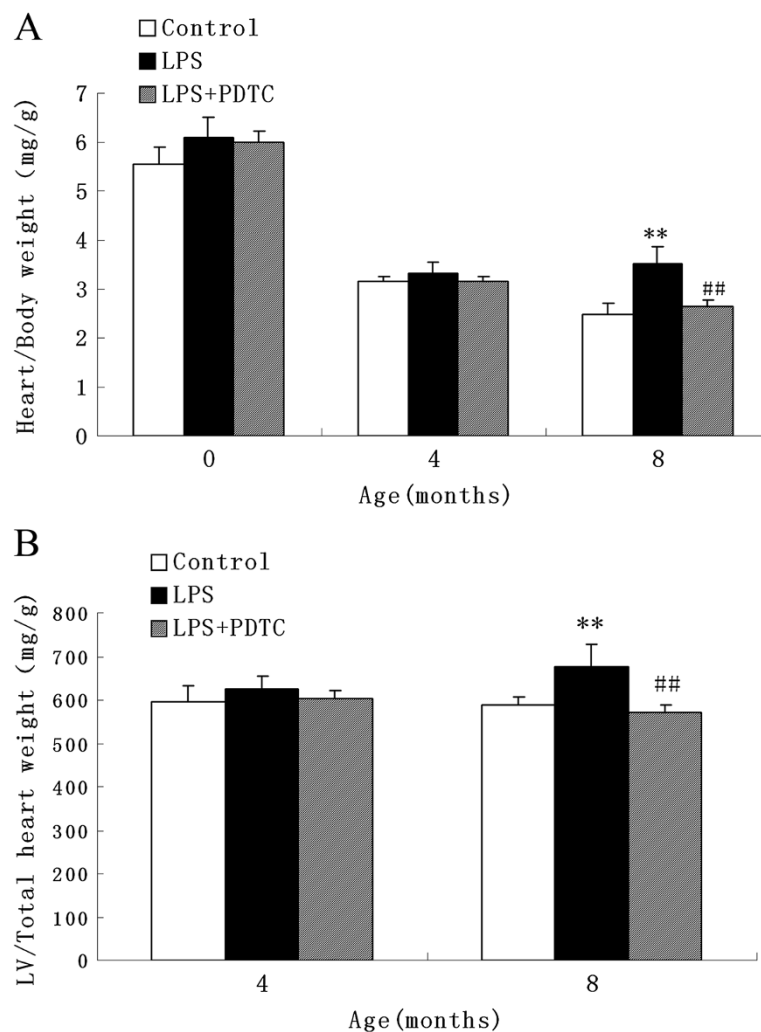 A
Control
LPS
LPS+PDTC
Heart/Body weight (mg/g)
7
6
5
4
3
2
1
0
**
##
0 4 8
Age(months)
B
Control
LPS
LPS+PDTC
LV/Total heart weight (mg/g)
800
700
600
500
400
300
200
100
0
**
##
4 8
Age(months)